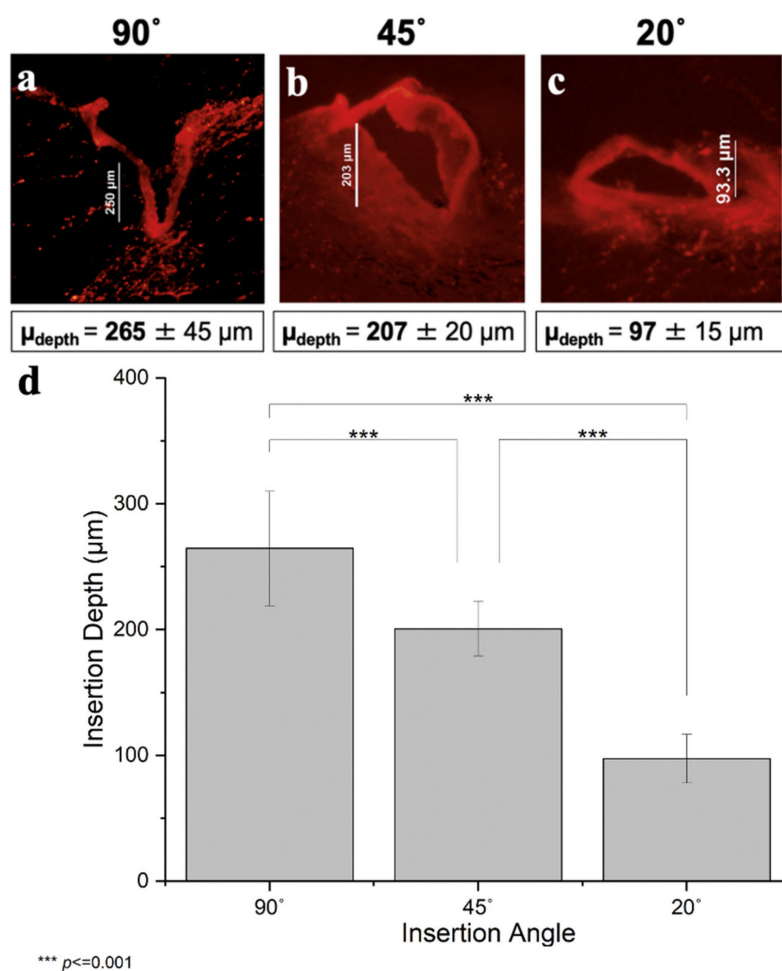 90° 45° 20°
a b c
250 µm
203 µm
93.3 µm
µdepth = 265 ± 45 µm
µdepth = 207 ± 20 µm
µdepth = 97 ± 15 µm
d
400
300
200
100
0
Insertion Depth (µm)
***
*** ***
90° 45° 20°
Insertion Angle
*** p<=0.001